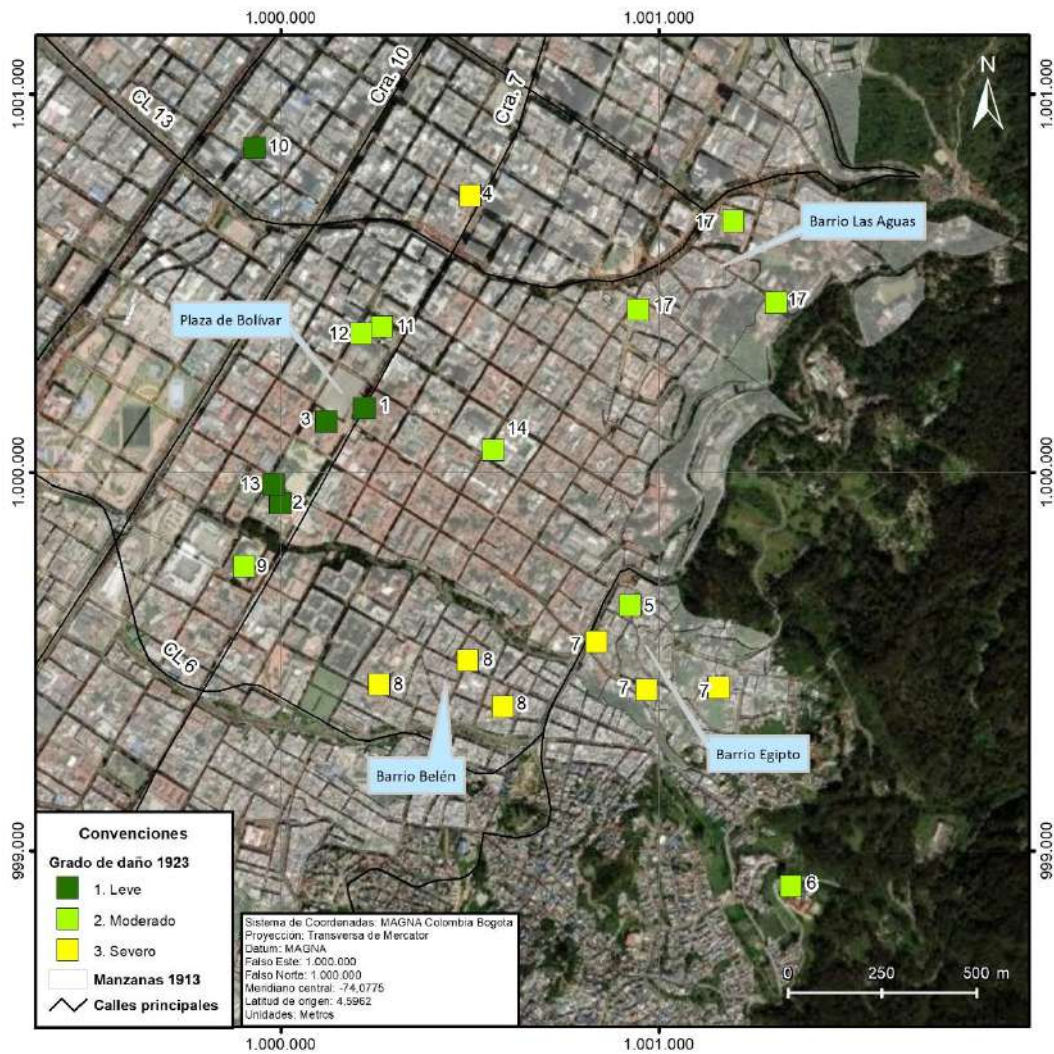 1.000.000
1.001.000
1.001.000
1.001.000
N
CL 13
Cra. 10
Cra. 7
10
4
17
Barrio Las Aguas
17
17
Plaza de Bolívar
12
11
1
3
14
1.000.000
1.000.000
13
2
9
5
7
8
8
7
7
8
CL 6
Barrio Egipto
Barrio Belén
999.000
999.000
6
Convenciones
Grado de daño 1923
1. Leve
2. Moderado
3. Severo
Manzanas 1913
Calles principales
Sistema de Coordenadas: MAGNA Colombia Bogota
Proyección: Transversa de Mercator
Datum: MAGNA
Falso Este: 1.000.000
Falso Norte: 1.000.000
Meridiano central: -74,0775
Latitud de origen: 4,5962
Unidades: Metros
0 250 500 m
1.000.000
1.001.000